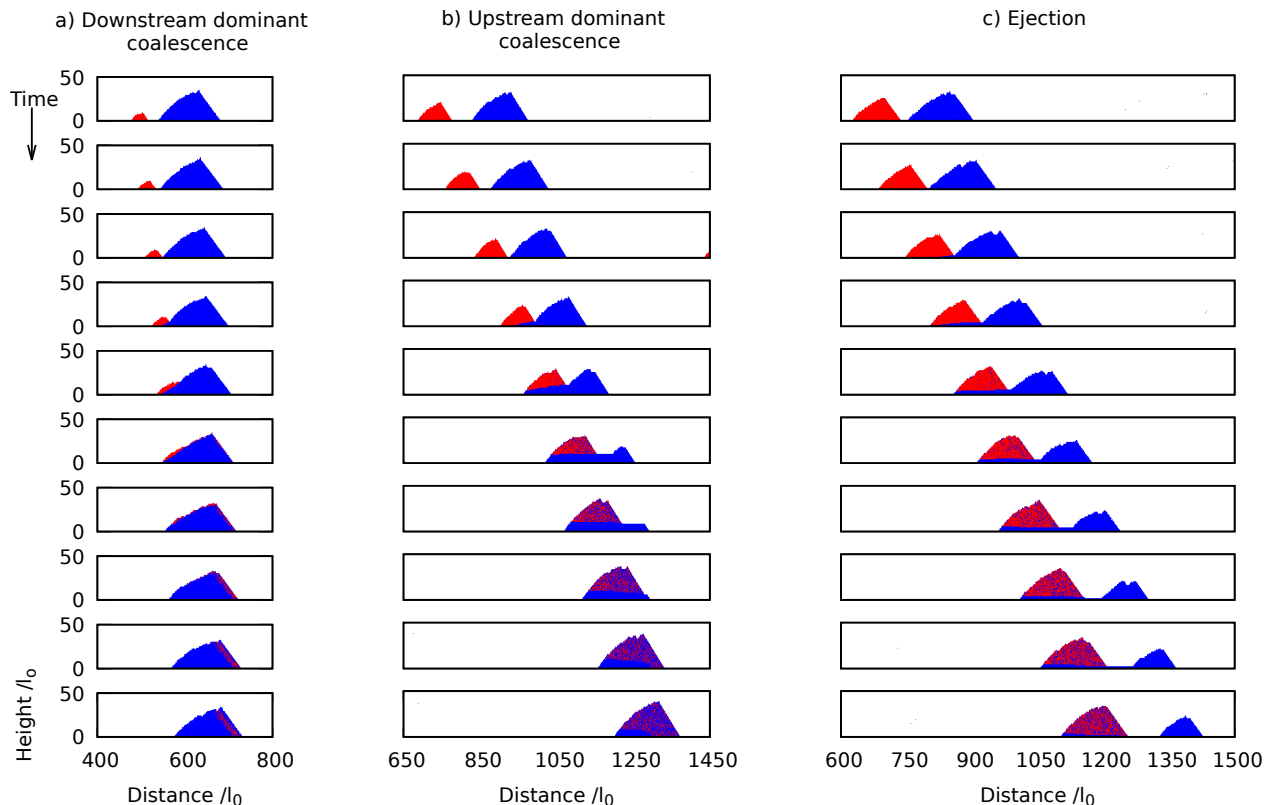 a) Downstream dominant
coalescence
b) Upstream dominant
coalescence
c) Ejection
Time
50
0
50
0
50
0
50
0
50
0
50
0
50
0
50
0
50
0
50
0
Height /lo
400 600 800
650 850 1050 1250 1450
600 750 900 1050 1200 1350 1500
Distance /l0
Distance /l0
Distance /l0